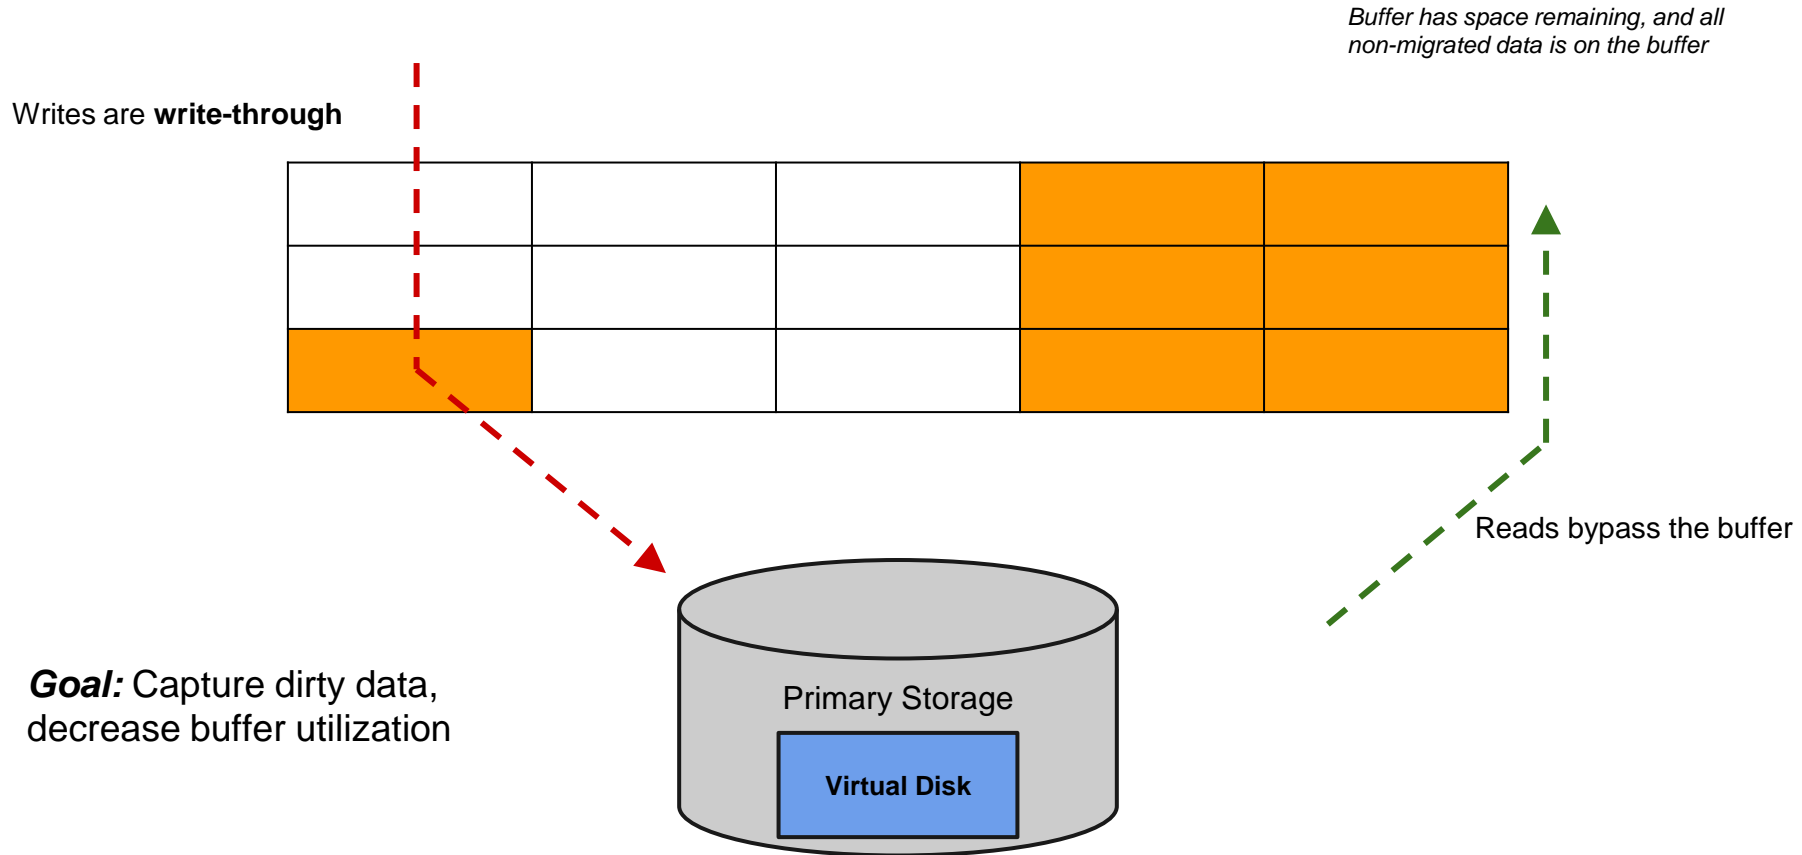 Buffer has space remaining, and all
non-migrated data is on the buffer
Writes are write-through
Reads bypass the buffer
Goal: Capture dirty data,
decrease buffer utilization
Primary Storage
Virtual Disk